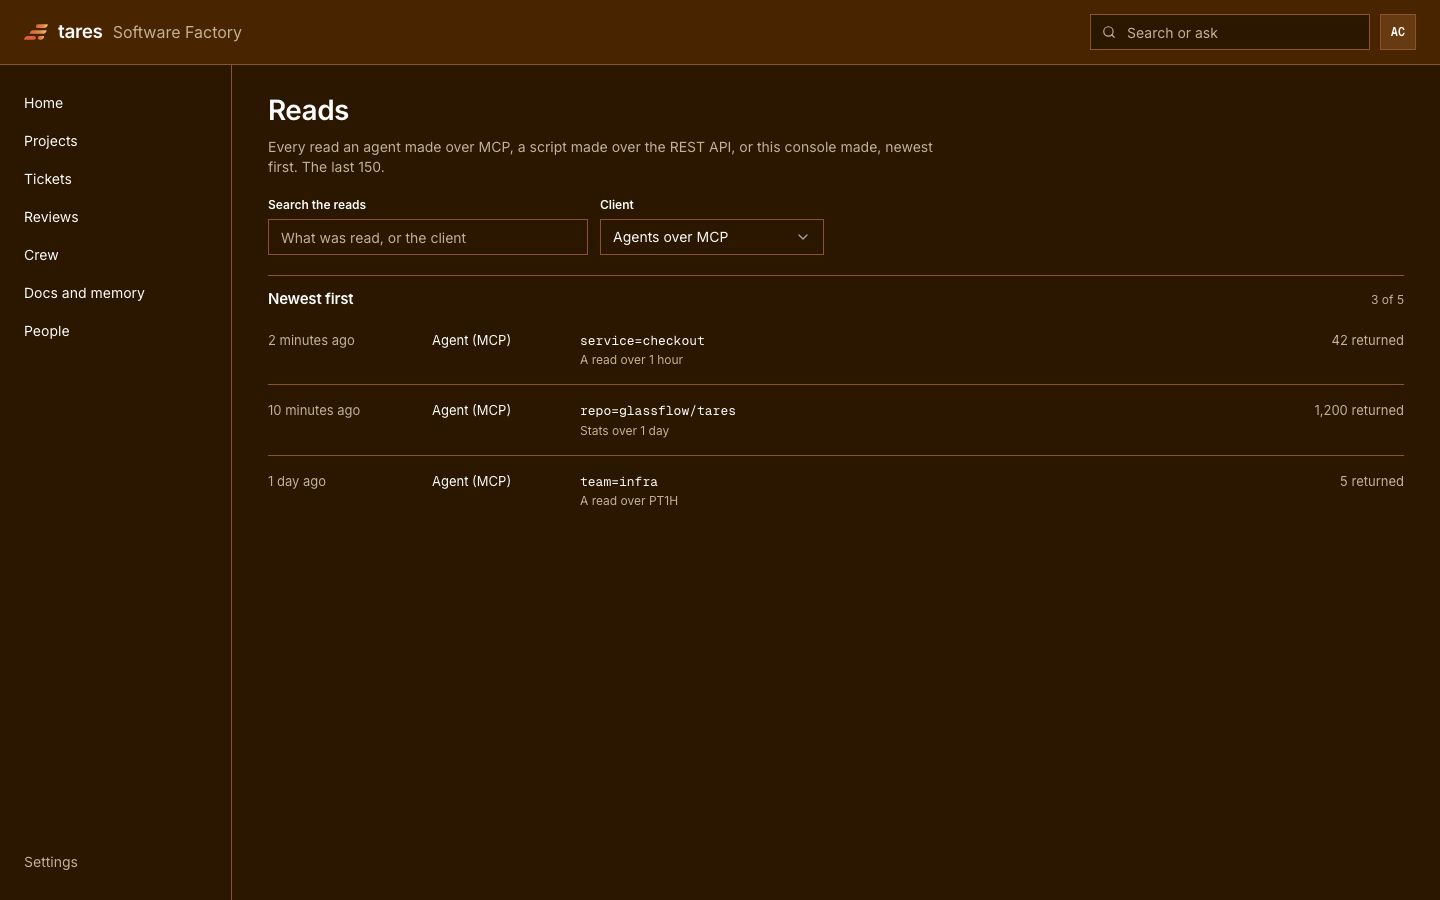 tares Software Factory
Search or ask
AC
Home
Projects
Tickets
Reviews
Crew
Docs and memory
People
Settings
Reads
Every read an agent made over MCP, a script made over the REST API, or this console made, newest
first. The last 150.
Search the reads
Client
What was read, or the client
Agents over MCP
Newest first
3 of 5
2 minutes ago
Agent (MCP)
service=checkout
A read over 1 hour
42 returned
10 minutes ago
Agent (MCP)
repo=glassflow/tares
Stats over 1 day
1,200 returned
1 day ago
Agent (MCP)
team=infra
A read over PT1H
5 returned